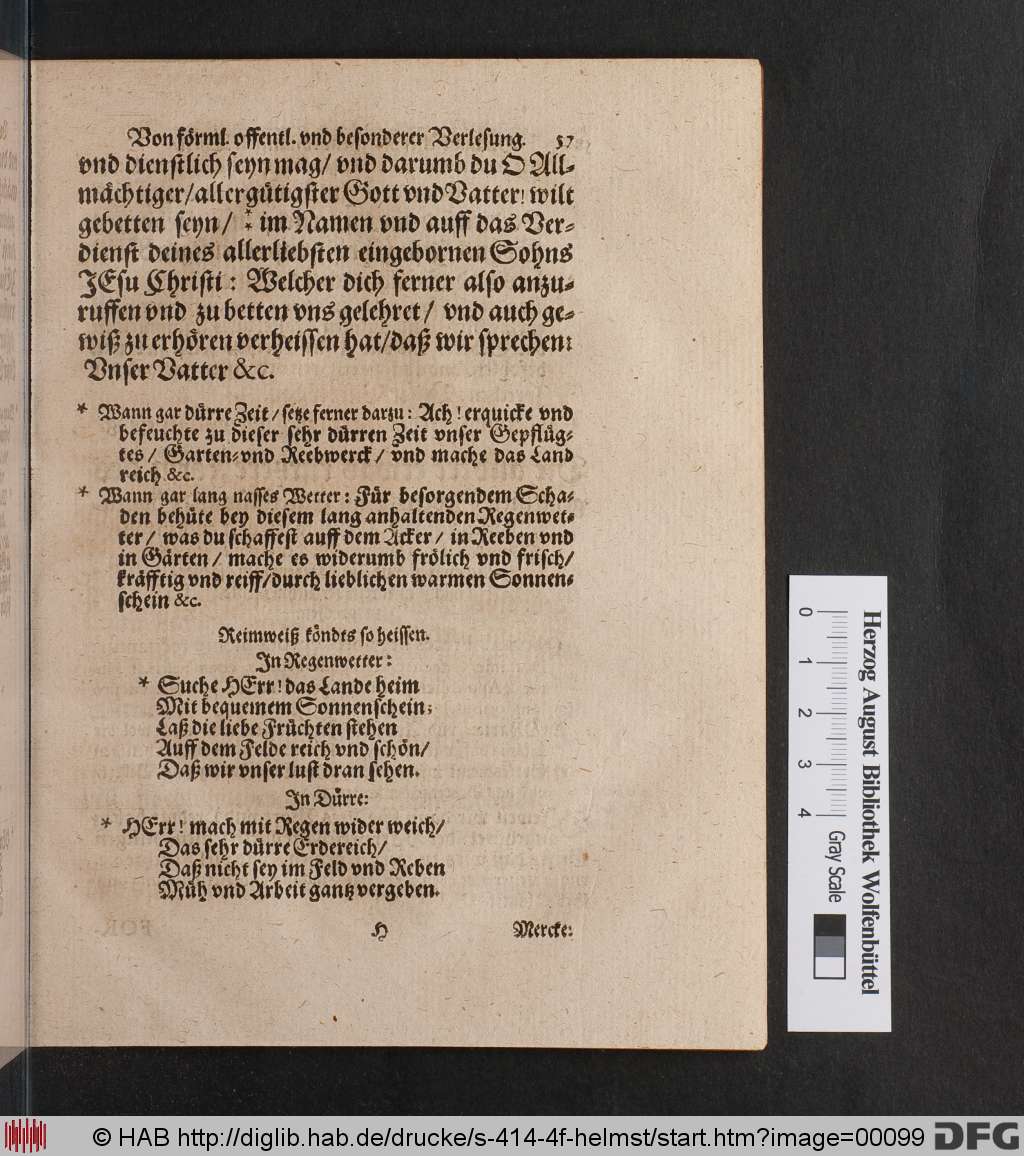 Von förml. offentl. vnd besonderer Verlesung. 57
vnd dienstlich seyn mag/ vnd darumb du O All-
mächtiger/allergütigster Gott vnd Vatter! wilt
gebetten seyn/ ** im Namen vnd auff das Ver-
dienst deines allerliebsten eingebornen Sohns
JEsu Christi: Welcher dich ferner also anzu-
ruffen vnd zu betten vns gelehret/ vnd auch ge-
wiß zu erhören verheissen hat/daß wir sprechen:
Vnser Vatter &c.
* Wann gar dürre Zeit/setze ferner darzu: Ach! erquicke vnd
befeuchte zu dieser sehr dürren Zeit vnser Gepflüg-
tes/ Garten-vnd Reebwerck/ vnd mache das Land
reich &c.
* Wann gar lang nasses Wetter: Für besorgendem Scha-
den behüte bey diesem lang anhaltenden Regenwet-
ter/ was du schaffest auff dem Acker/ in Reeben vnd
in Gärten/ mache es widerumb frölich vnd frisch/
kräfftig vnd reiff/durch lieblichen warmen Sonnen-
schein &c.
Reimweiß köndts so heissen.
In Regenwetter:
* Suche HErr! das Lande heim
Mit bequemem Sonnenschein;
Laß die liebe Früchten stehen
Auff dem Felde reich vnd schön/
Daß wir vnser lust dran sehen.
In Dürre:
* HErr! mach mit Regen wider weich/
Das sehr dürre Erdereich/
Daß nicht sey im Feld vnd Reben
Müh vnd Arbeit gantz vergeben.
H Mercke:
0 1 2 3 4 Gray Scale
Herzog August Bibliothek Wolfenbüttel
© HAB http://diglib.hab.de/drucke/s-414-4f-helmst/start.htm?image=00099 DFG